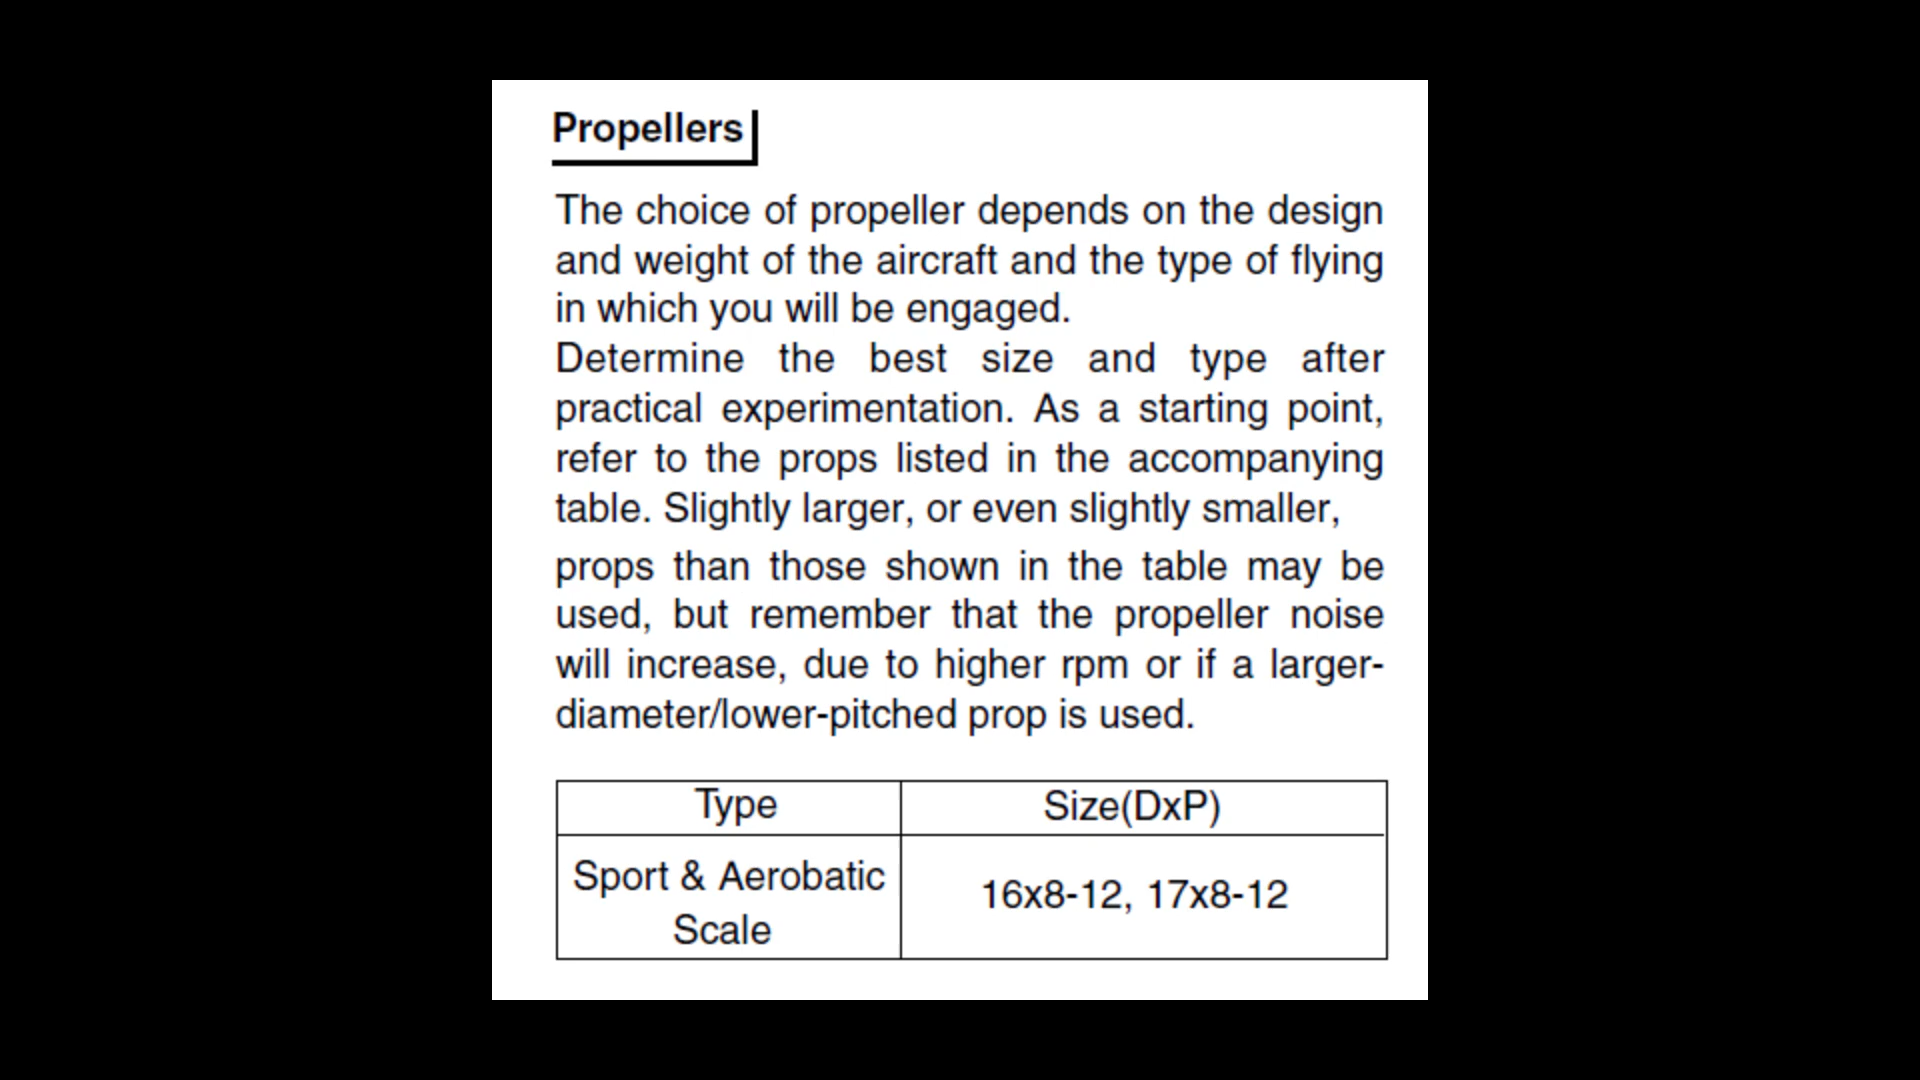 Propellers
The choice of propeller depends on the design
and weight of the aircraft and the type of flying
in which you will be engaged.
Determine the best size and type after
practical experimentation. As a starting point,
refer to the props listed in the accompanying
table. Slightly larger, or even slightly smaller,
props than those shown in the table may be
used, but remember that the propeller noise
will increase, due to higher rpm or if a larger-
diameter/lower-pitched prop is used.
Type Size(DxP)
Sport & Aerobatic
Scale
16x8-12, 17x8-12